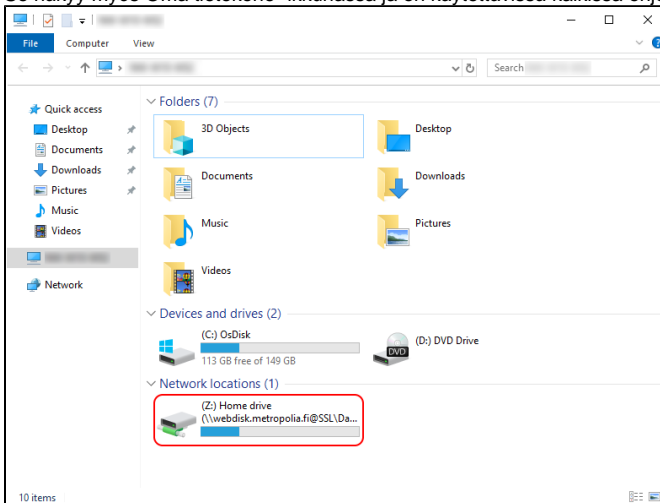 File Computer View
Search
Quick access
Desktop
Documents
Downloads
Pictures
Music
Videos
Network
Folders (7)
3D Objects
Desktop
Documents
Downloads
Music
Pictures
Videos
Devices and drives (2)
(C:) OsDisk
113 GB free of 149 GB
(D:) DVD Drive
DVD
Network locations (1)
(Z:) Home drive
(\\webdisk.metropolia.fi@SSL\Da...
10 items